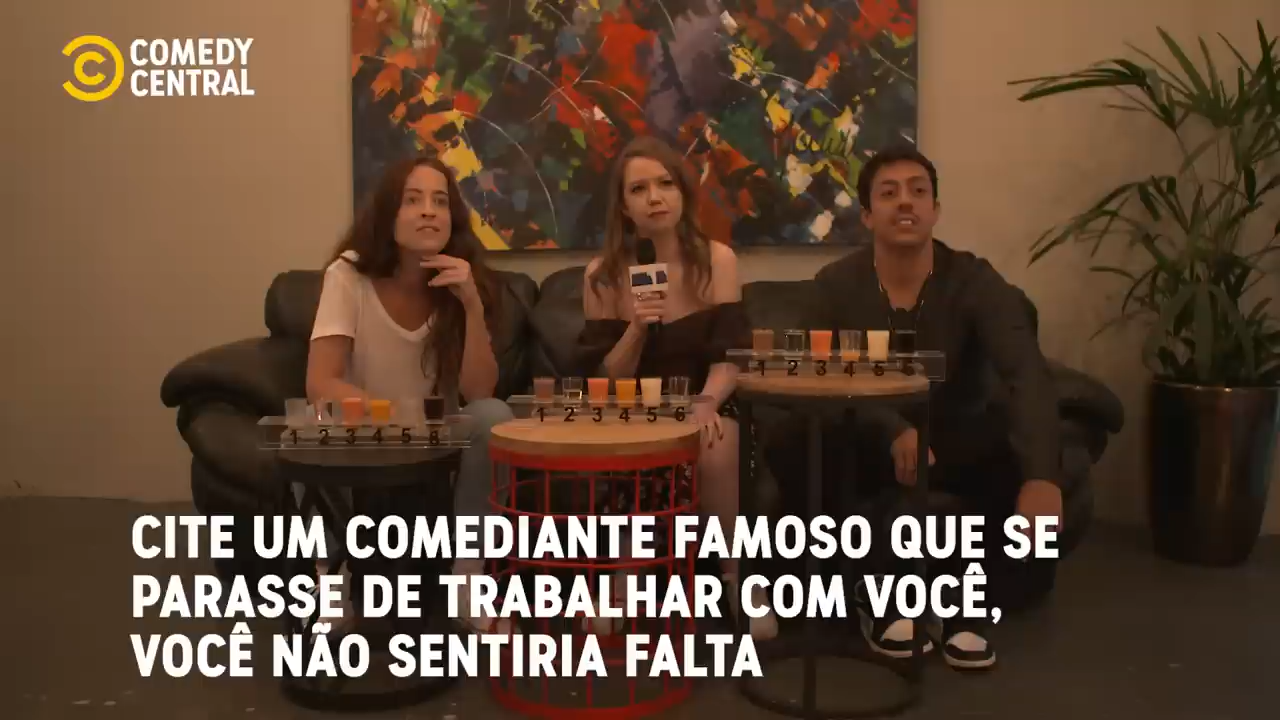 COMEDY
CENTRAL
1 2 3 4 5 6
1 2 3 4 5 6
1 2 3 4 5 6
CITE UM COMEDIANTE FAMOSO QUE SE
PARASSE DE TRABALHAR COM VOCÊ,
VOCÊ NÃO SENTIRIA FALTA